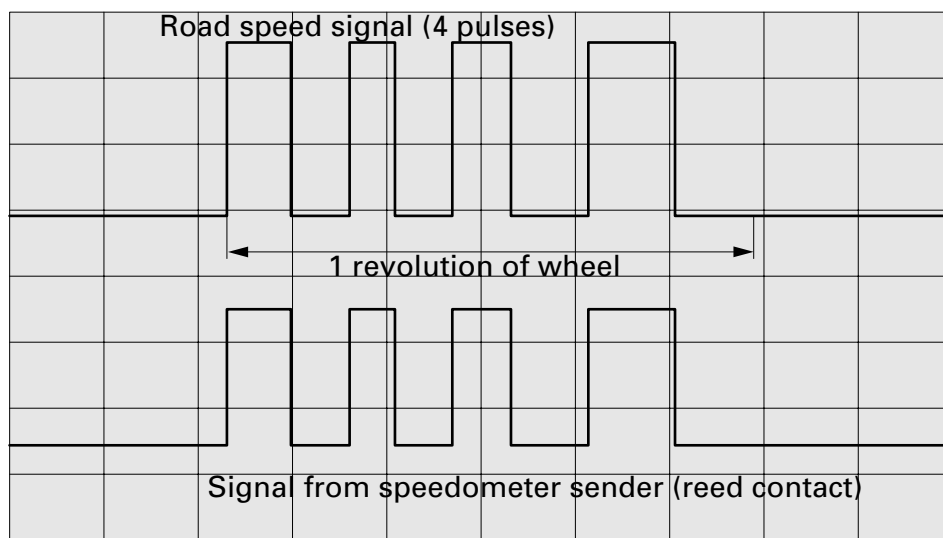 Road speed signal (4 pulses)
1 revolution of wheel
Signal from speedometer sender (reed contact)